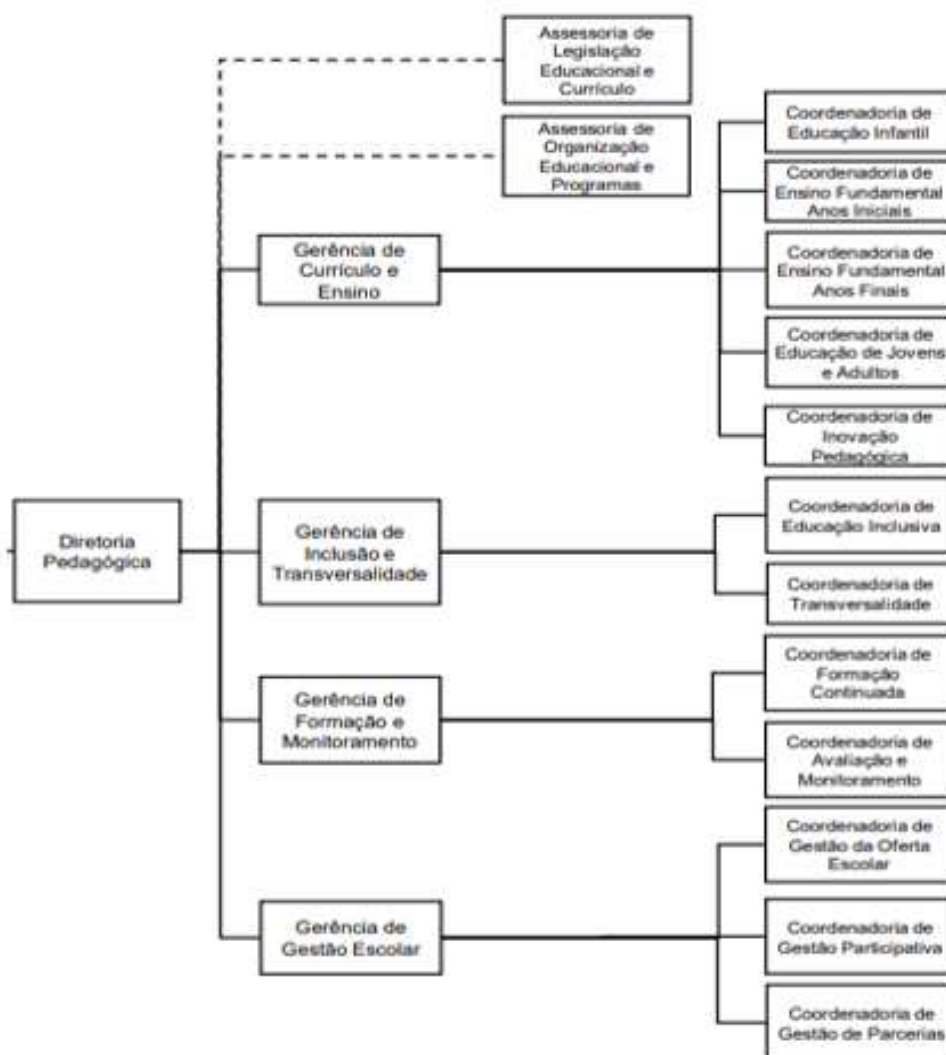 Assessoria de
Legislação
Educacional e
Currículo
Assessoria de
Organização
Educacional e
Programas
Coordenadoria de
Educação Infantil
Coordenadoria de
Ensino Fundamental
Anos Iniciais
Gerência de
Currículo e
Ensino
Coordenadoria de
Ensino Fundamental
Anos Finais
Coordenadoria de
Educação de Jovens
e Adultos
Coordenadoria de
Inovação
Pedagógica
Diretoria
Pedagógica
Gerência de
Inclusão e
Transversalidade
Coordenadoria de
Educação Inclusiva
Coordenadoria de
Transversalidade
Gerência de
Formação e
Monitoramento
Coordenadoria de
Formação
Continuada
Coordenadoria de
Avaliação e
Monitoramento
Gerência de
Gestão Escolar
Coordenadoria de
Gestão da Oferta
Escolar
Coordenadoria de
Gestão Participativa
Coordenadoria de
Gestão de Parcerias